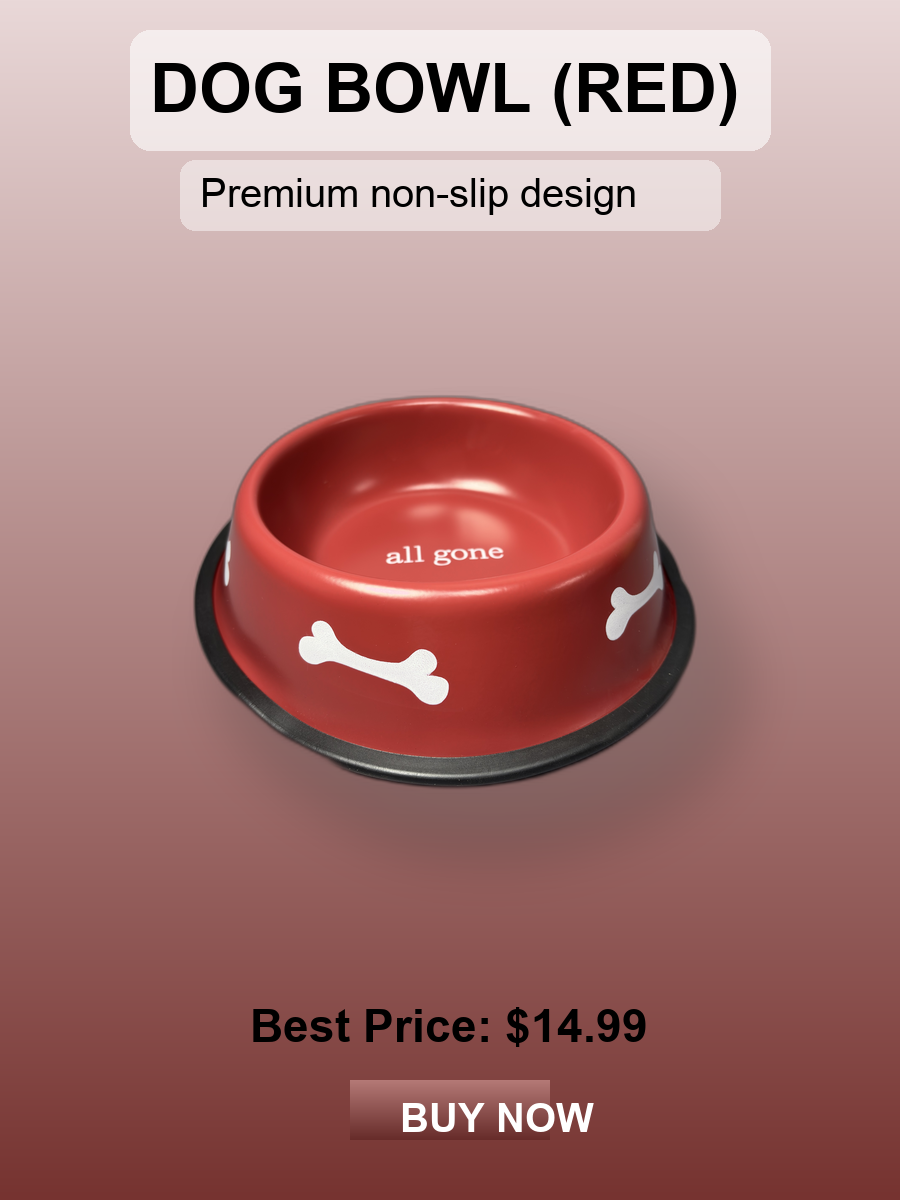 DOG BOWL (RED)
Premium non-slip design
all gone
Best Price: $14.99
BUY NOW